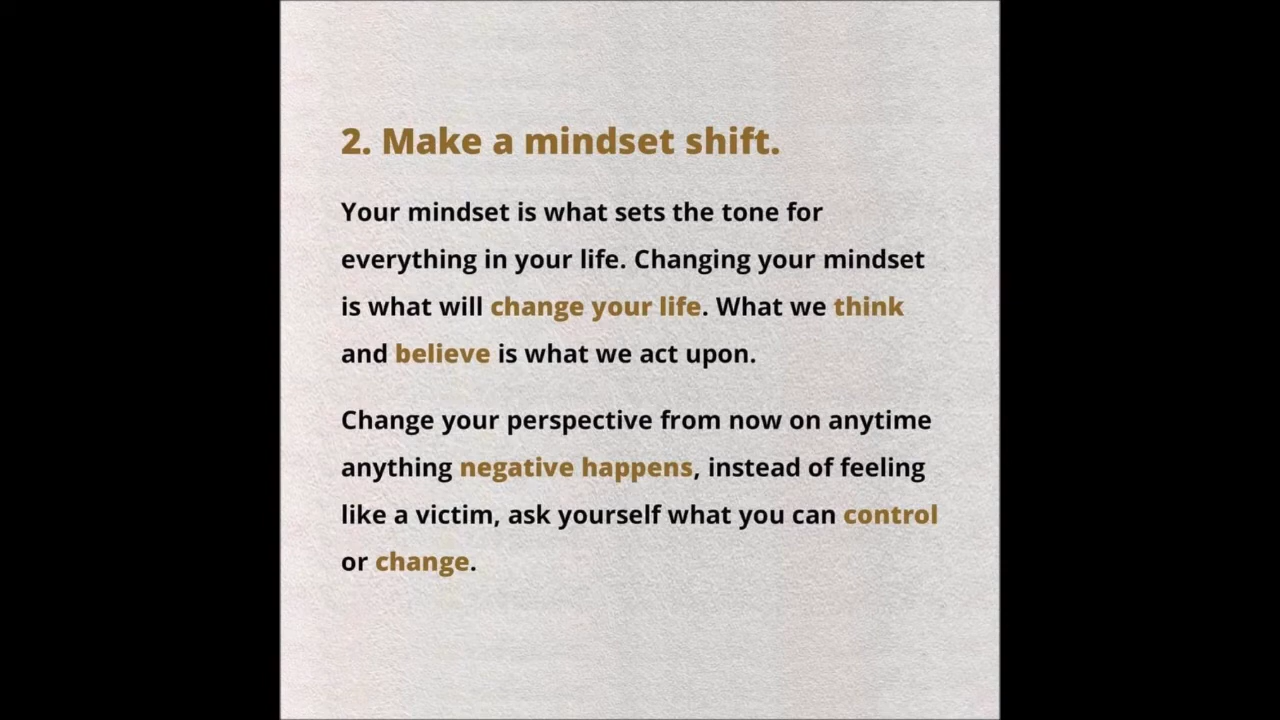 2. Make a mindset shift.
Your mindset is what sets the tone for
everything in your life. Changing your mindset
is what will change your life. What we think
and believe is what we act upon.
Change your perspective from now on anytime
anything negative happens, instead of feeling
like a victim, ask yourself what you can control
or change.